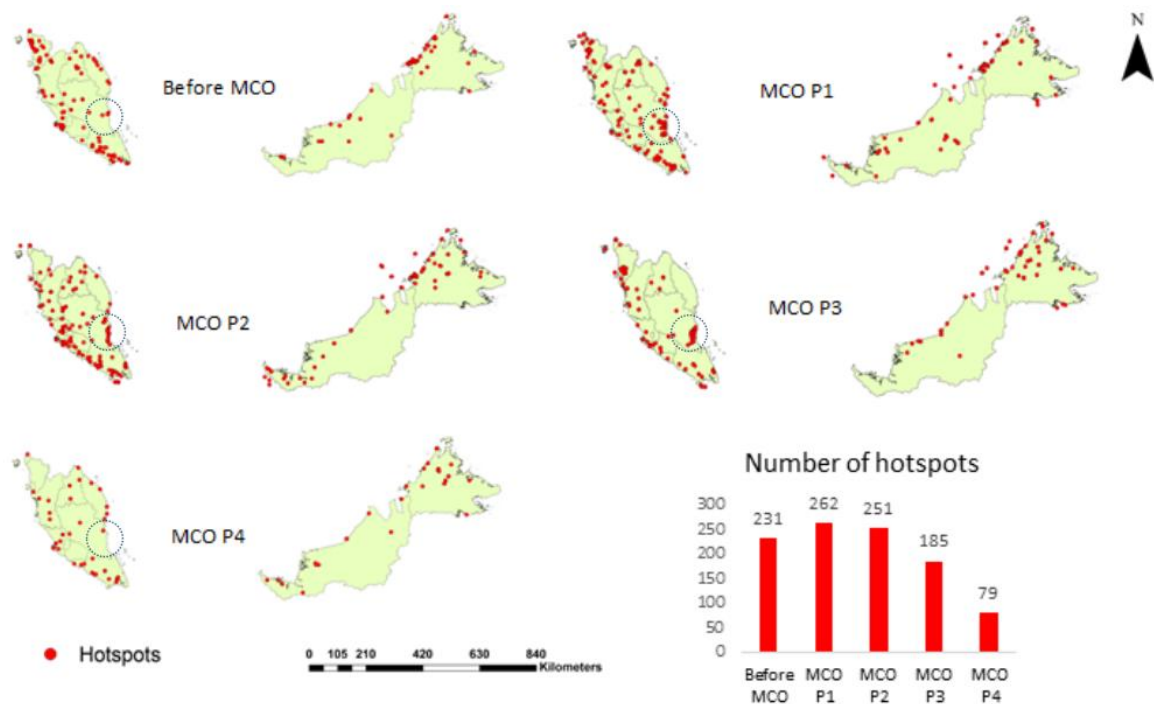 N
Before MCO
MCO P1
MCO P2
MCO P3
MCO P4
Number of hotspots
300
250
200
150
100
50
0
231
262
251
185
79
Before MCO
MCO P1
MCO P2
MCO P3
MCO P4
Hotspots
0 105 210 420 630 840
Kilometers